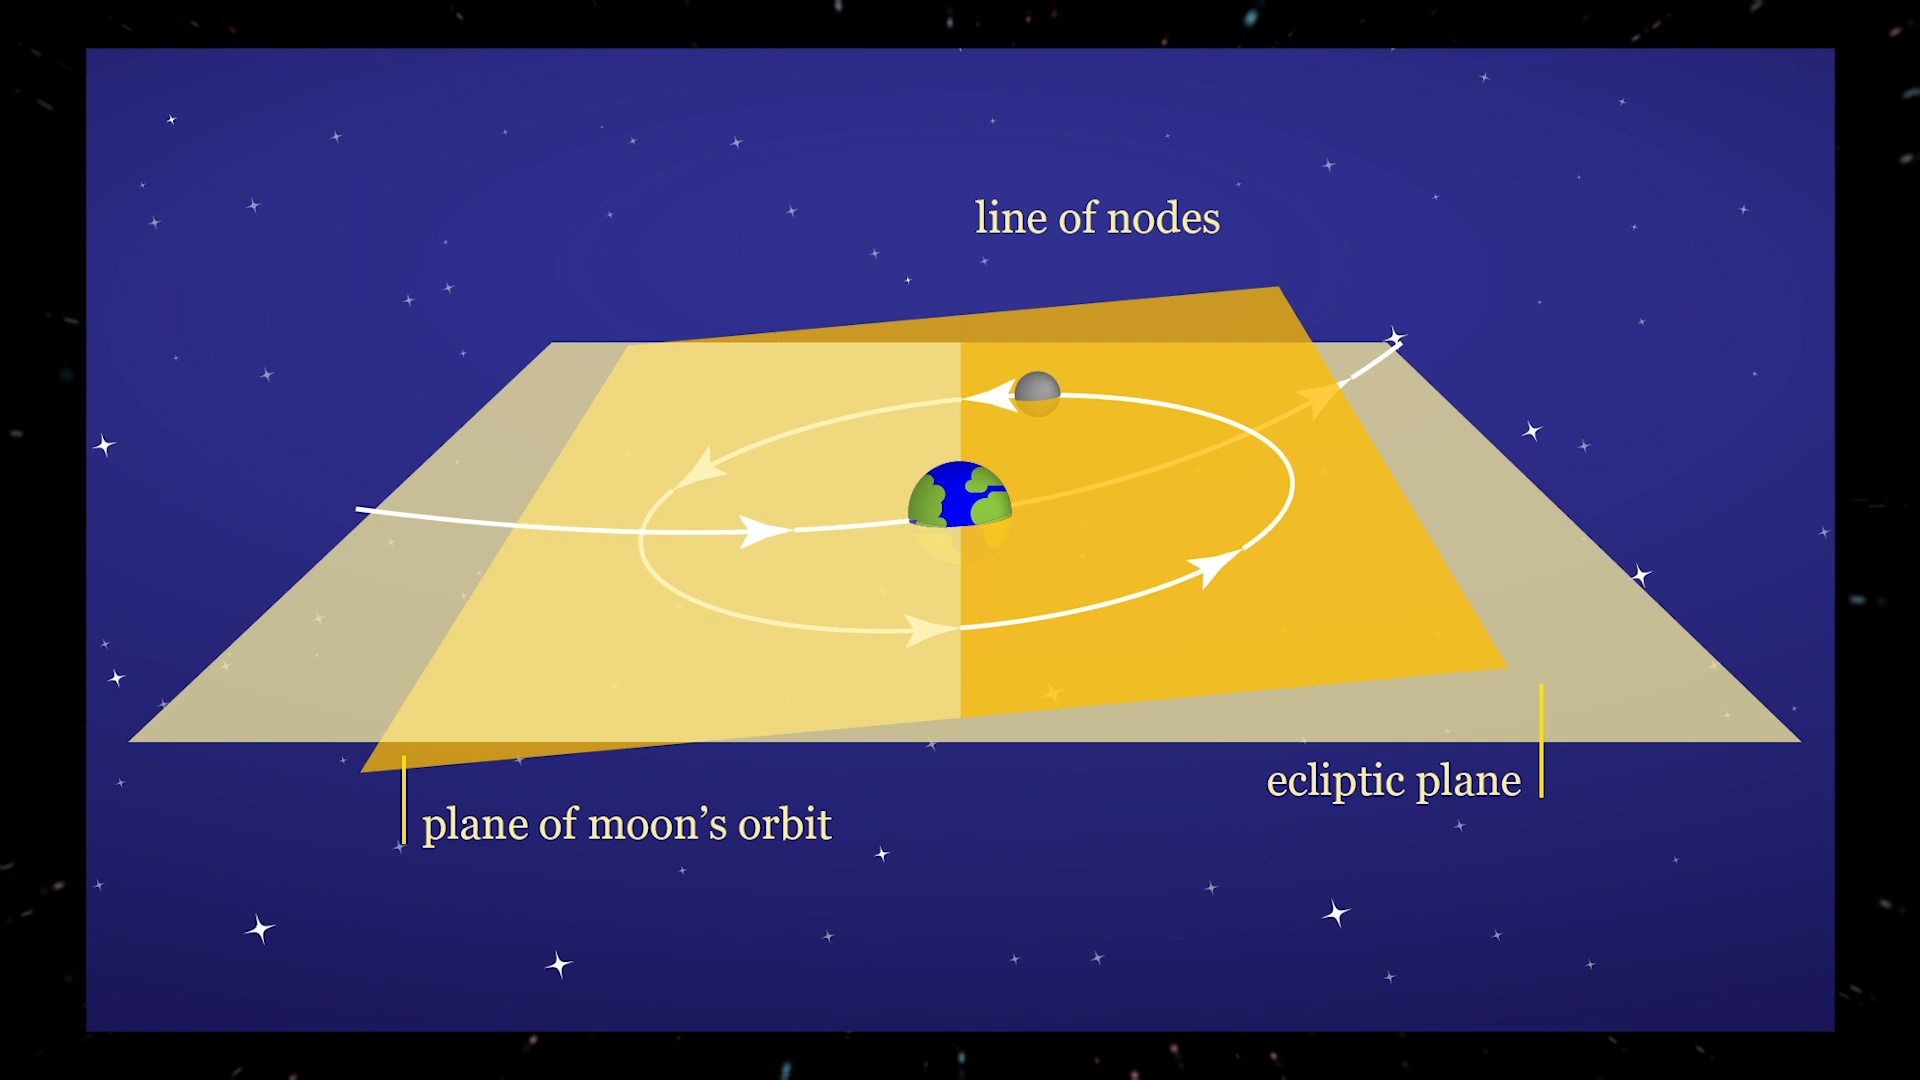 line of nodes
ecliptic plane
plane of moon’s orbit